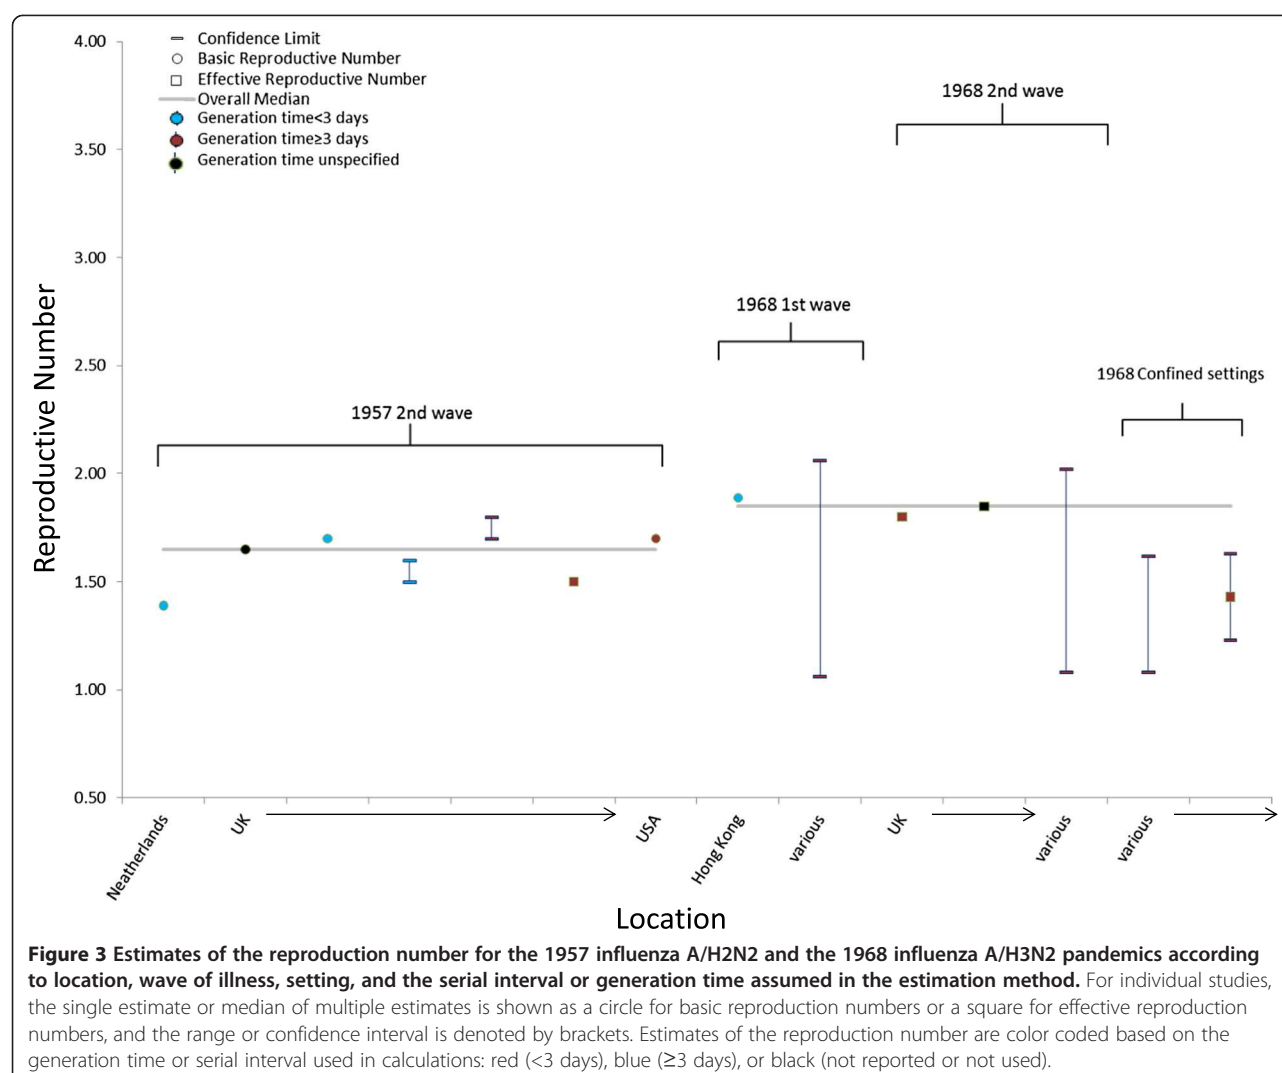 4.00
3.50
3.00
2.50
2.00
1.50
1.00
0.50
Reproductive Number
Confidence Limit
Basic Reproductive Number
Effective Reproductive Number
Overall Median
Generation time<3 days
Generation time≥3 days
Generation time unspecified
1968 2nd wave
1968 1st wave
1968 Confined settings
1957 2nd wave
Neatherlands
UK
USA
Hong Kong
various
UK
various
various
Location
Figure 3 Estimates of the reproduction number for the 1957 influenza A/H2N2 and the 1968 influenza A/H3N2 pandemics according
to location, wave of illness, setting, and the serial interval or generation time assumed in the estimation method. For individual studies,
the single estimate or median of multiple estimates is shown as a circle for basic reproduction numbers or a square for effective reproduction
numbers, and the range or confidence interval is denoted by brackets. Estimates of the reproduction number are color coded based on the
generation time or serial interval used in calculations: red (<3 days), blue (≥3 days), or black (not reported or not used).